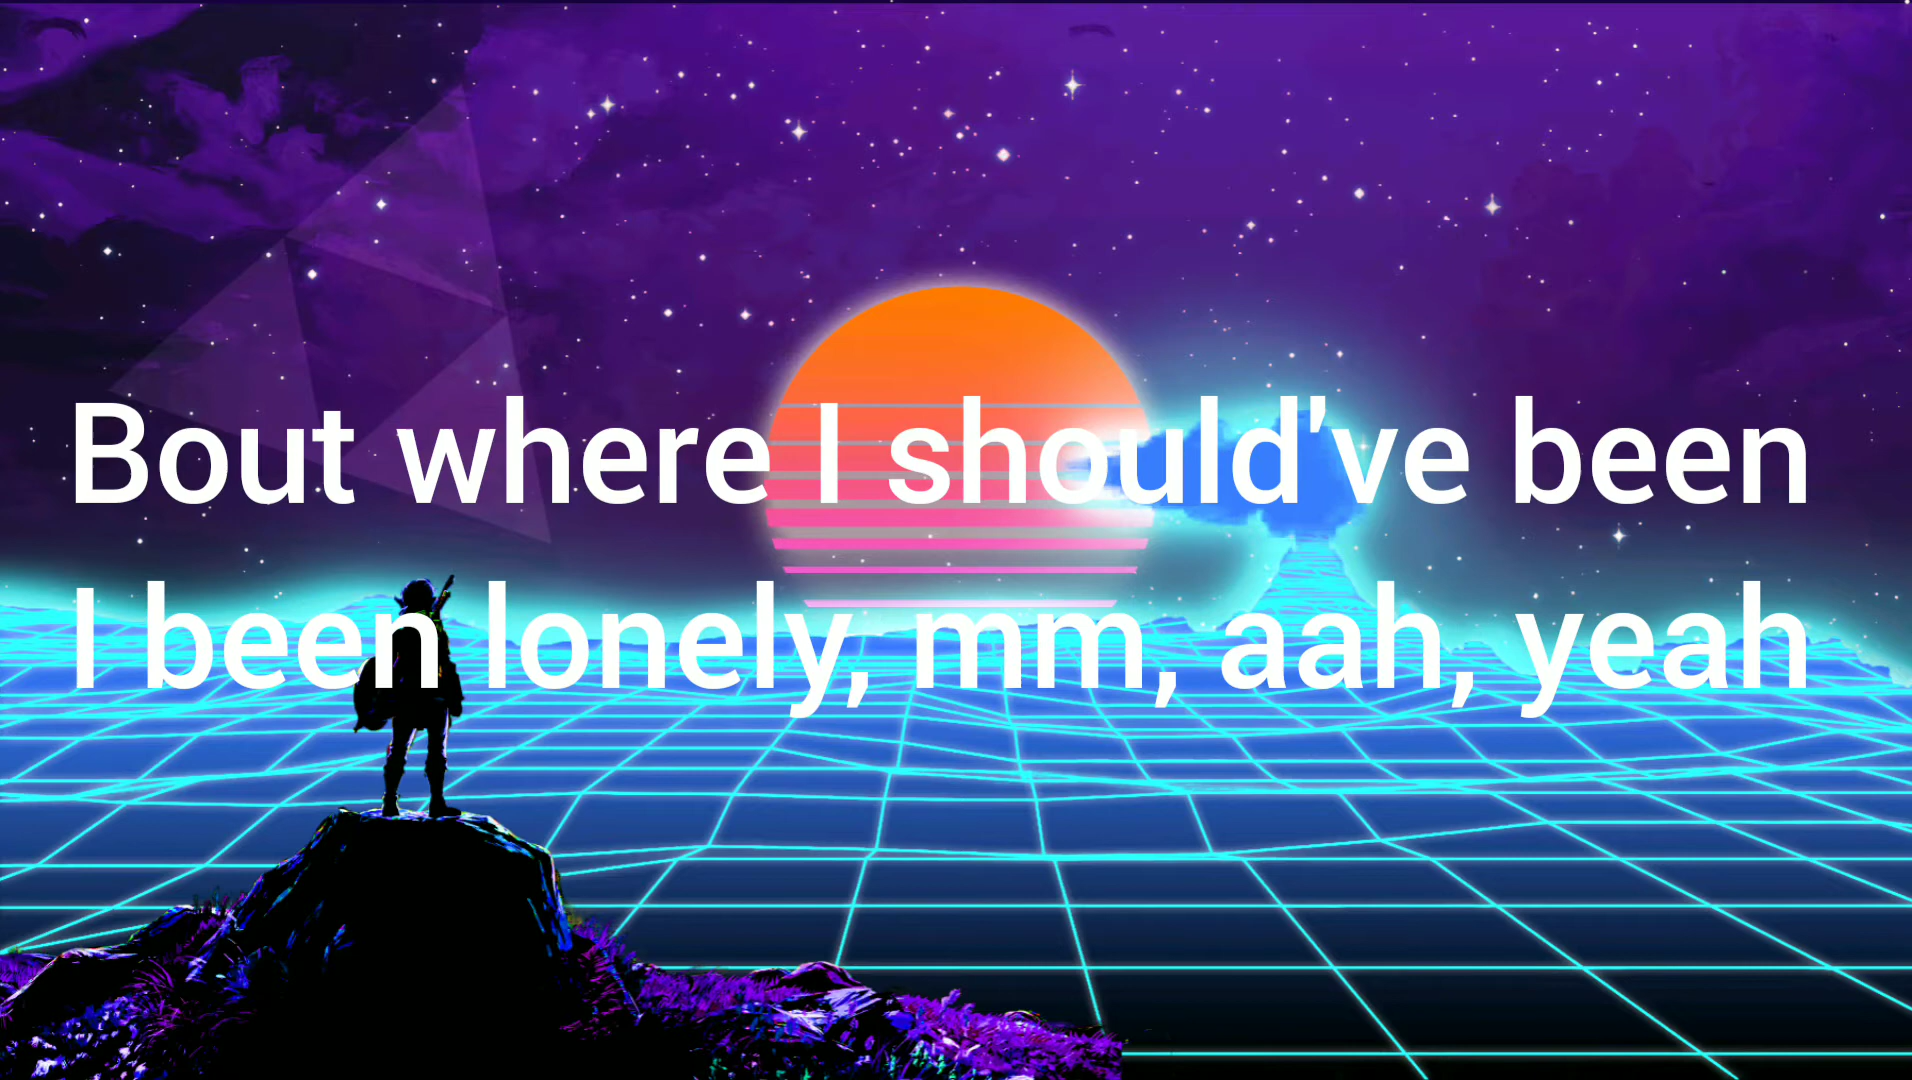 Bout where I should've been
I been lonely, mm, aah, yeah